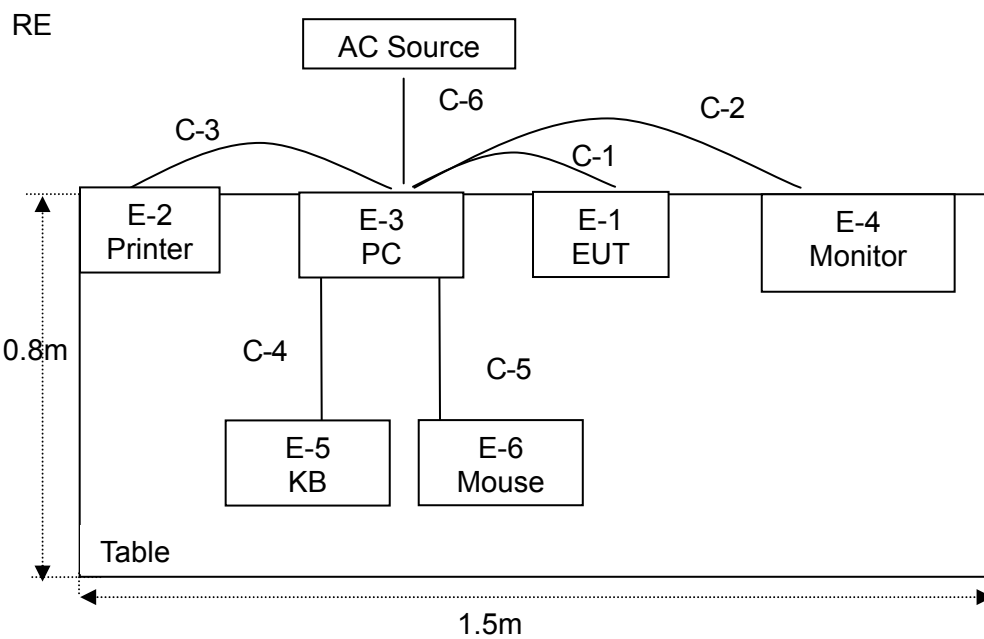 RE
AC Source
C-6
C-2
C-3
C-1
E-2
Printer
E-3
PC
E-1
EUT
E-4
Monitor
0.8m
C-4
C-5
E-5
KB
E-6
Mouse
Table
1.5m